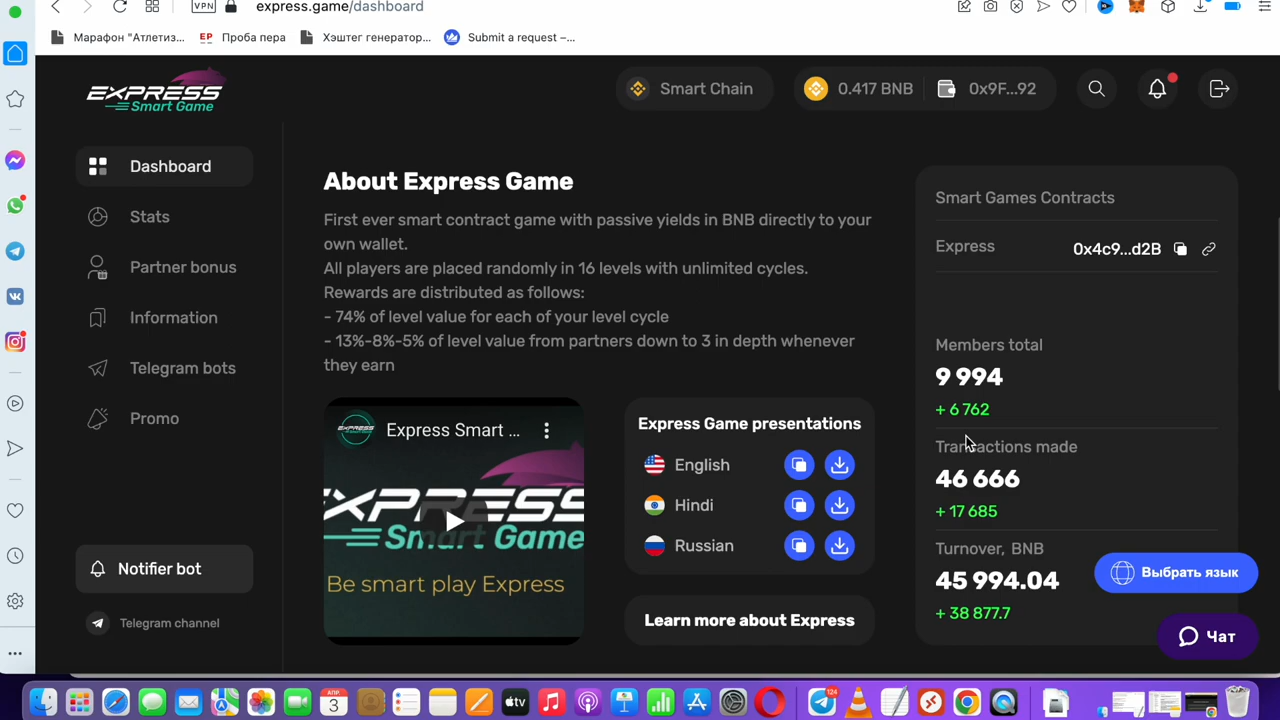 VPN
express.game/dashboard
Марафон "Атлетиз...
EP Проба пера
Хэштег генератор...
Submit a request –...
EXPRESS
Smart Game
Smart Chain
0.417 BNB
0x9F...92
Dashboard
Stats
Partner bonus
Information
Telegram bots
Promo
Notifier bot
Telegram channel
About Express Game
First ever smart contract game with passive yields in BNB directly to your
own wallet.
All players are placed randomly in 16 levels with unlimited cycles.
Rewards are distributed as follows:
- 74% of level value for each of your level cycle
- 13%-8%-5% of level value from partners down to 3 in depth whenever
they earn
Express Smart ...
EXPRESS
Smart Game
Be smart play Express
Express Game presentations
English
Hindi
Russian
Learn more about Express
Smart Games Contracts
Express
0x4c9...d2B
Members total
9 994
+ 6 762
Transactions made
46 666
+ 17 685
Turnover, BNB
45 994.04
+ 38 877.7
Выбрать язык
Чат
АПР
3
tv
124